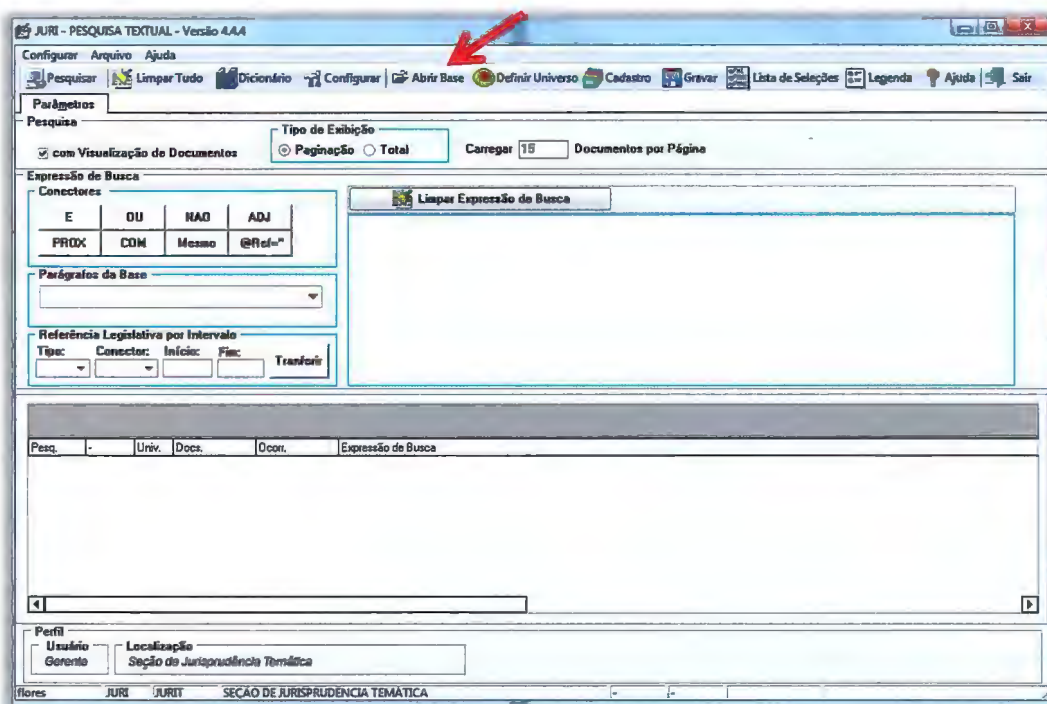 JURI - PESQUISA TEXTUAL - Versão 4.4.4
Configurar Arquivo Ajuda
Pesquisar Limpar Tudo Dicionário Configurar Abrir Base Definir Universo Cadastro Gravar Lista de Seleções Legenda Ajuda Sair
Parâmetros
Pesquisa
Tipo de Exibição
com Visualização de Documentos Paginação Total Carregar 15 Documentos por Página
Expressão de Busca
Conectores
Limpar Expressão de Busca
E OU NAO ADJ
PROX COM Mesmo @Ref="
Parágrafos da Base
Referência Legislativa por Intervalo
Tipo: Conector: Início: Fim:
Tranferir
Pesq. - Univ. Docs. Ocorr. Expressão de Busca
Perfil
Usuário Localização
Gerente Seção de Jurisprudência Temática
flores JURI JURIT SEÇÃO DE JURISPRUDÊNCIA TEMÁTICA - -